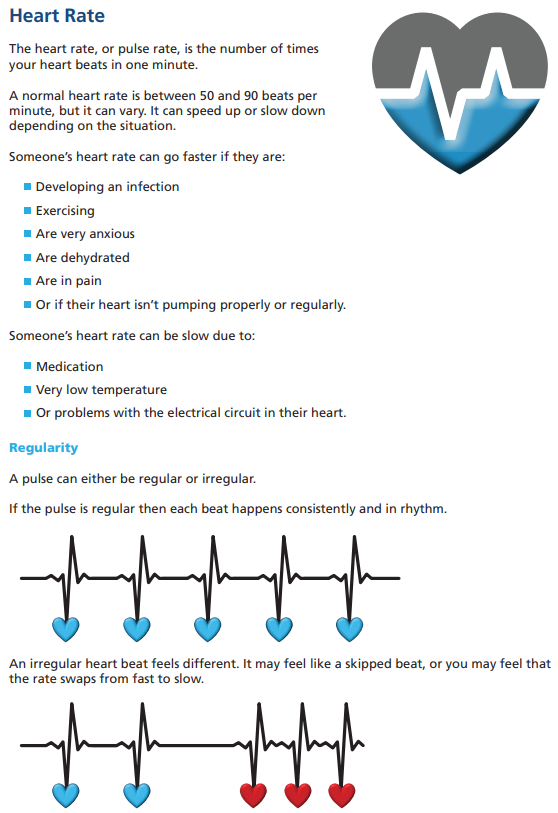 Heart Rate
The heart rate, or pulse rate, is the number of times
your heart beats in one minute.
A normal heart rate is between 50 and 90 beats per
minute, but it can vary. It can speed up or slow down
depending on the situation.
Someone's heart rate can go faster if they are:
Developing an infection
Exercising
Are very anxious
Are dehydrated
Are in pain
Or if their heart isn't pumping properly or regularly.
Someone's heart rate can be slow due to:
Medication
Very low temperature
Or problems with the electrical circuit in their heart.
Regularity
A pulse can either be regular or irregular.
If the pulse is regular then each beat happens consistently and in rhythm.
An irregular heart beat feels different. It may feel like a skipped beat, or you may feel that
the rate swaps from fast to slow.